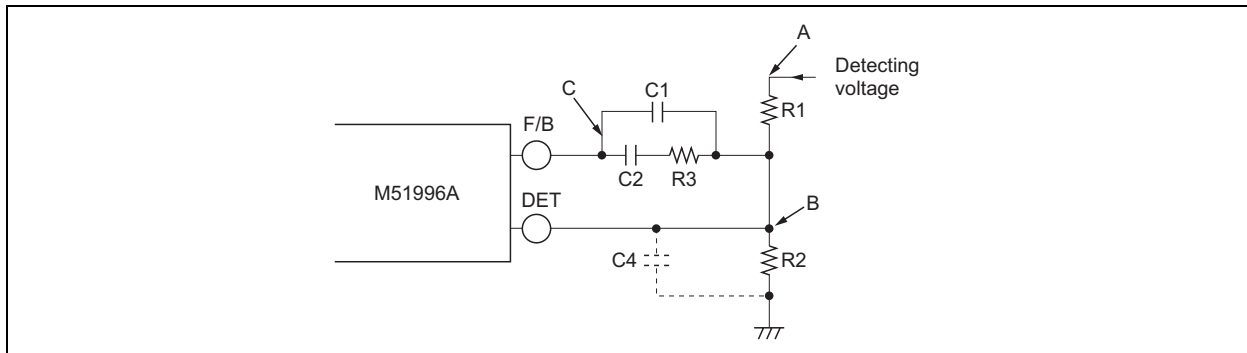 A
Detecting
voltage
C
C1
R1
F/B
C2
R3
M51996A
DET
B
C4
R2